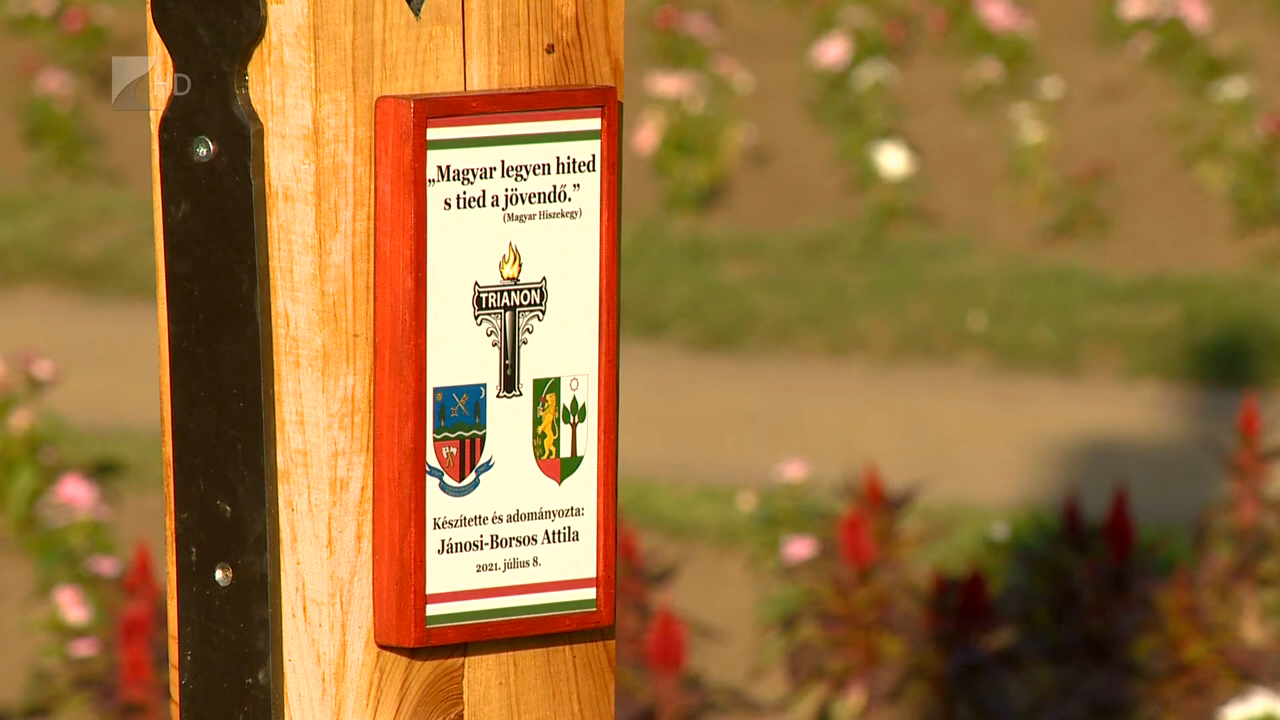 HD
„Magyar legyen hited
s tied a jövendő.”
(Magyar Hiszekegy)
TRIANON
Készítette és adományozta:
Jánosi-Borsos Attila
2021. július 8.